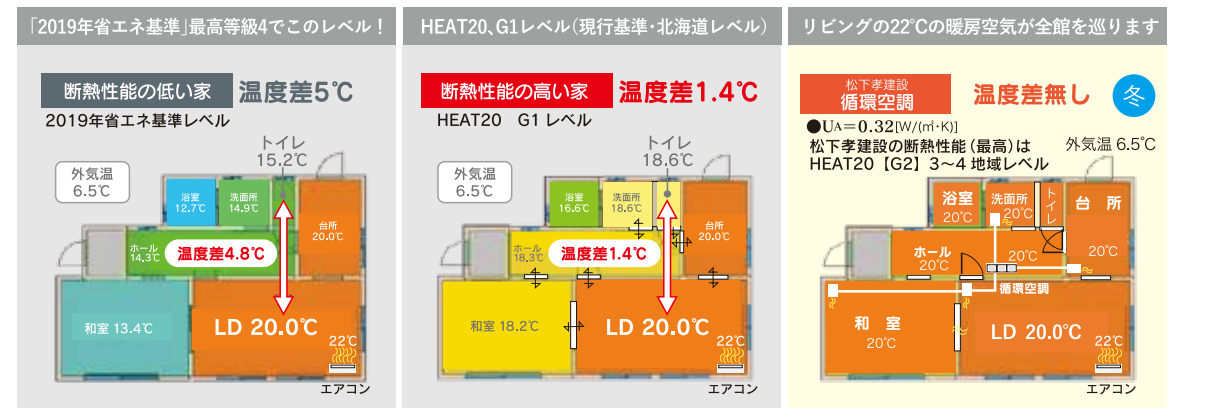 「2019年省エネ基準」最高等級4でこのレベル！
断熱性能の低い家
温度差5℃
2019年省エネ基準レベル
トイレ
15.2℃
外気温
6.5℃
浴室
12.7℃
洗面所
14.9℃
台所
20.0℃
ホール
14.3℃
温度差4.8℃
和室 13.4℃
LD 20.0℃
22℃
エアコン
HEAT20、G1レベル（現行基準・北海道レベル）
断熱性能の高い家
温度差1.4℃
HEAT20 G1レベル
トイレ
18.6℃
外気温
6.5℃
浴室
16.6℃
洗面所
18.6℃
台所
20.0℃
ホール
18.3℃
温度差1.4℃
和室 18.2℃
LD 20.0℃
22℃
エアコン
リビングの22℃の暖房空気が全館を巡ります
松下孝建設
循環空調
温度差無し
冬
●UA＝0.32[W/(㎡・K)]
松下孝建設の断熱性能（最高）は
HEAT20【G2】3〜4地域レベル
外気温 6.5℃
浴室
20℃
洗面所
20℃
トイレ
台 所
20℃
ホール
20℃
20℃
循環空調
和 室
20℃
LD 20.0℃
22℃
エアコン